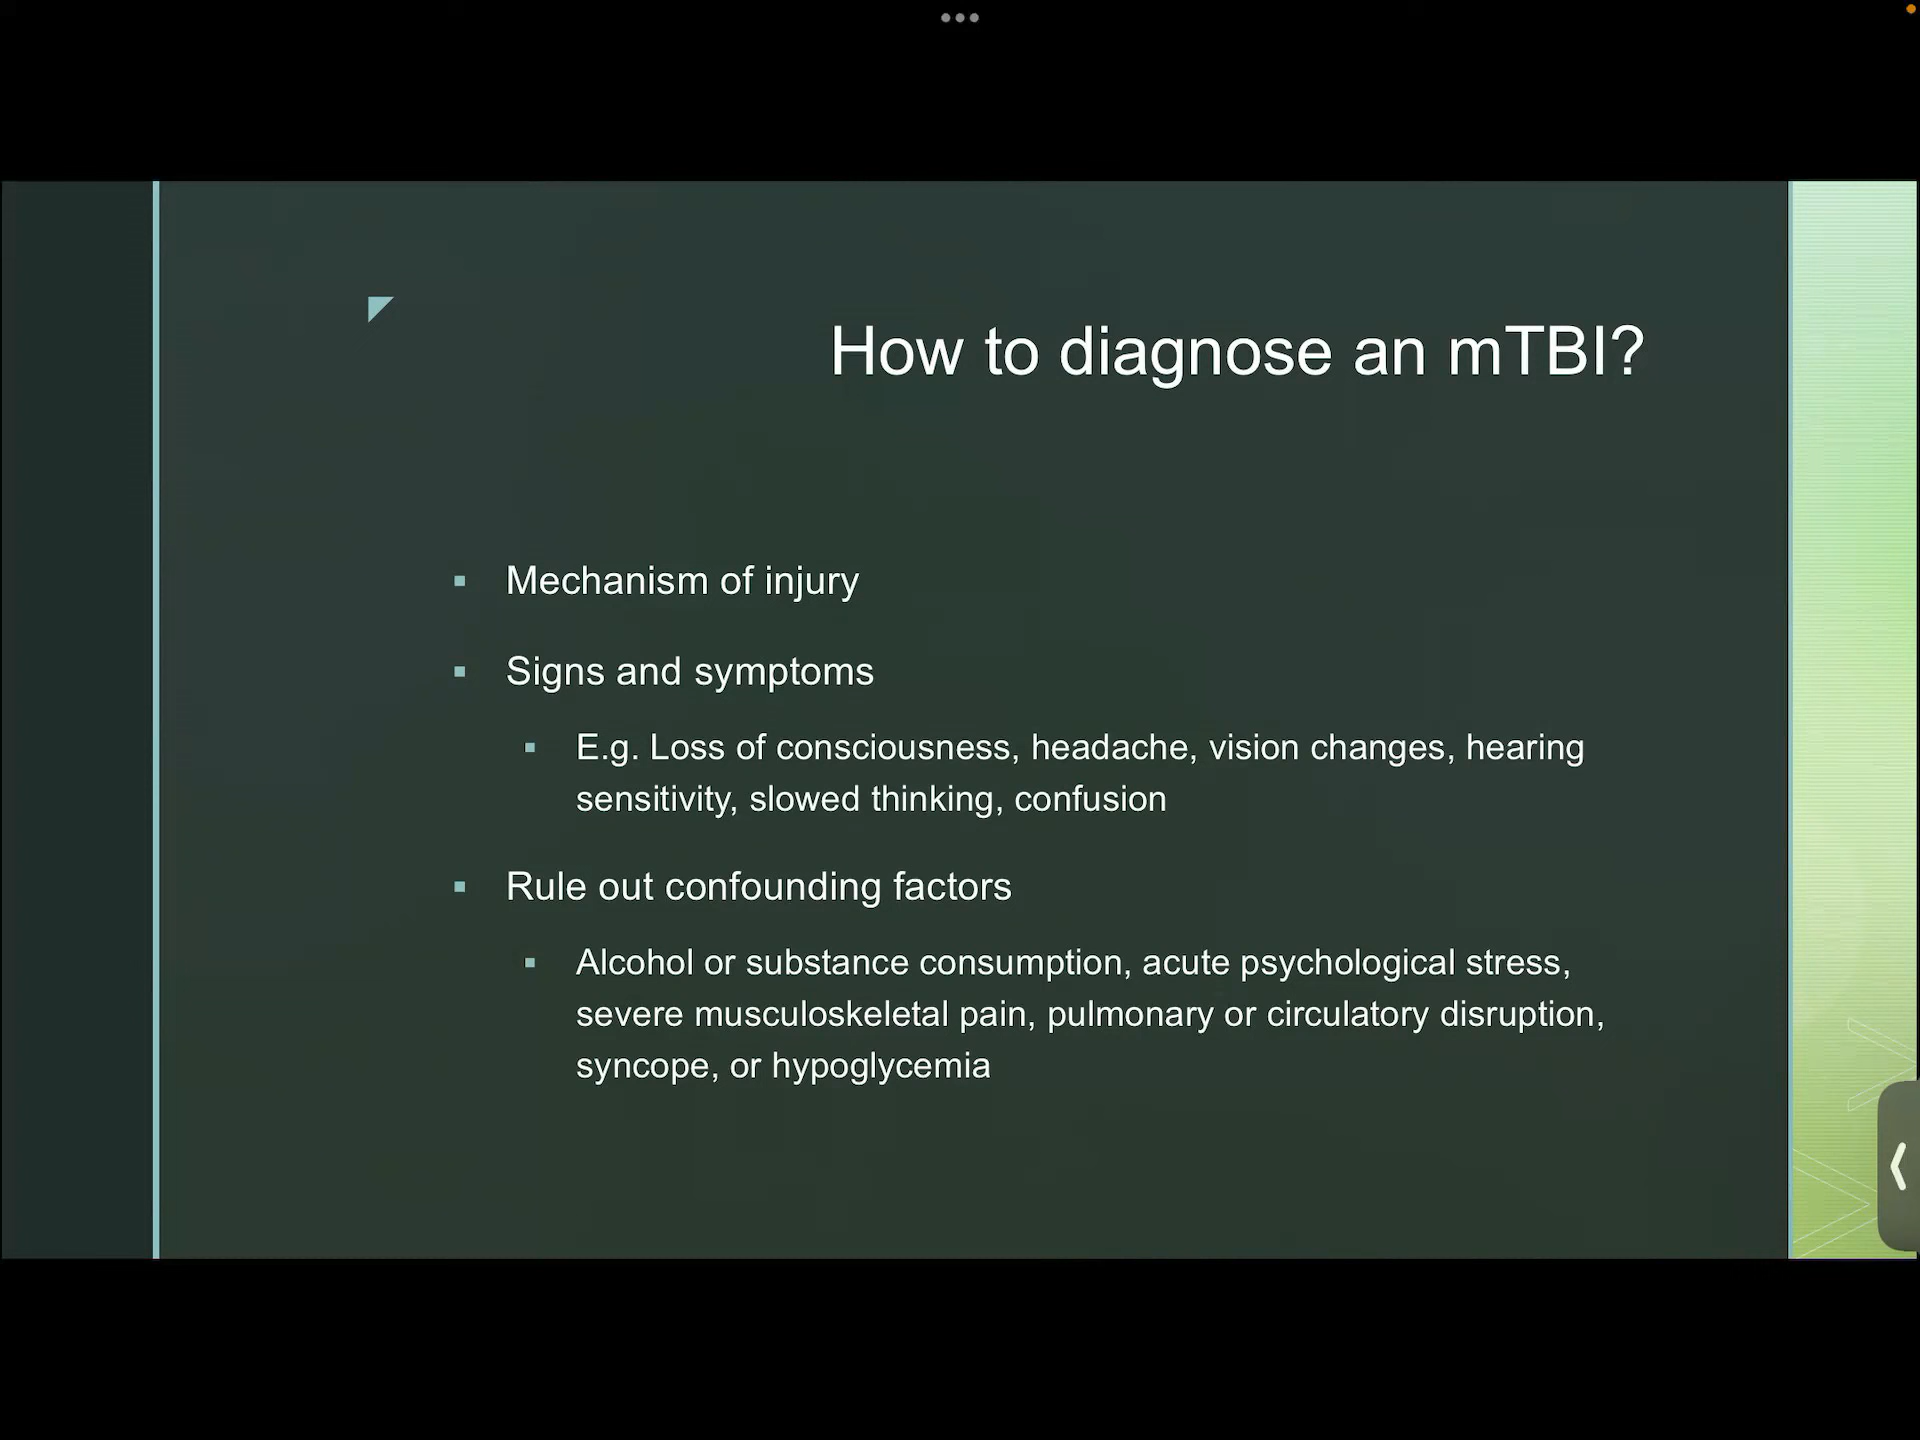 How to diagnose an mTBI?
Mechanism of injury
Signs and symptoms
E.g. Loss of consciousness, headache, vision changes, hearing
sensitivity, slowed thinking, confusion
Rule out confounding factors
Alcohol or substance consumption, acute psychological stress,
severe musculoskeletal pain, pulmonary or circulatory disruption,
syncope, or hypoglycemia